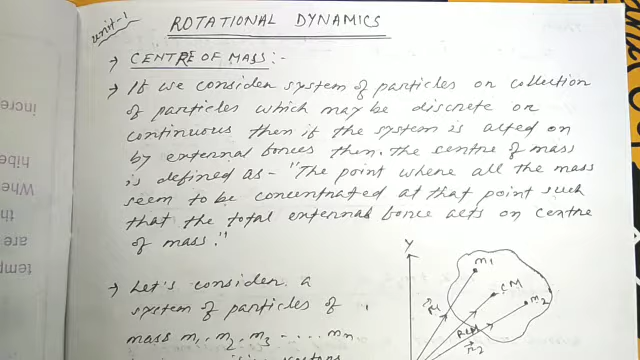 unit-1
ROTATIONAL DYNAMICS
→ CENTRE OF MASS:-
→ If we consider system of particles or collection
of particles which may be discrete or
continuous then if the system is acted on
by external forces then. The centre of mass
is defined as - "The point where all the mass
seem to be concentrated at that point such
that the total external force acts on centre
of mass."
→ Let's consider a
system of particles of
mass m1, m2, m3 ---- mn
Y
m1
CM
m2
r1
RCM
r2
incre
hibe
Whe
th
are
temp